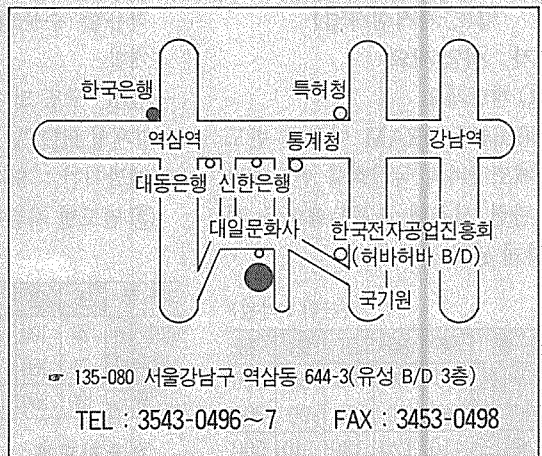 한국은행 특허청
역삼역 통계청 강남역
대동은행 신한은행
대일문화사 한국전자공업진흥회
(허바허바 B/D)
국기원
☞ 135-080 서울강남구 역삼동 644-3(유성 B/D 3층)
TEL : 3543-0496~7 FAX : 3453-0498